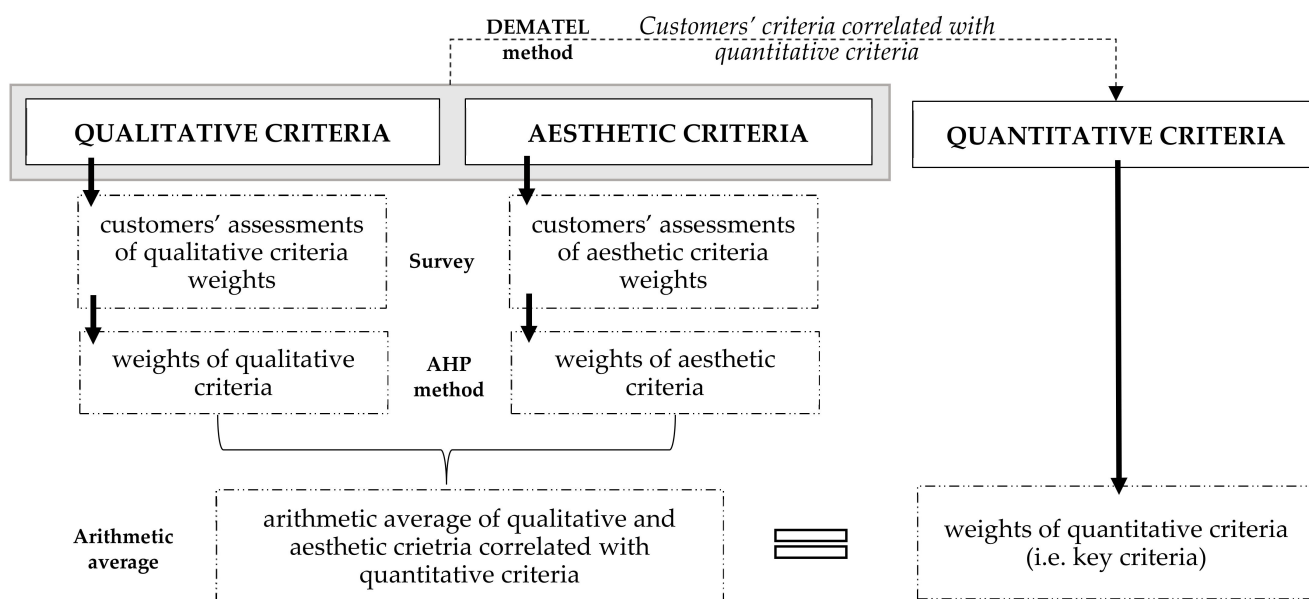 DEMATEL
method
Customers’ criteria correlated with
quantitative criteria
QUALITATIVE CRITERIA
AESTHETIC CRITERIA
QUANTITATIVE CRITERIA
customers’ assessments
of qualitative criteria
weights
Survey
customers’ assessments
of aesthetic criteria
weights
weights of qualitative
criteria
AHP
method
weights of aesthetic
criteria
Arithmetic
average
arithmetic average of qualitative and
aesthetic crietria correlated with
quantitative criteria
weights of quantitative criteria
(i.e. key criteria)